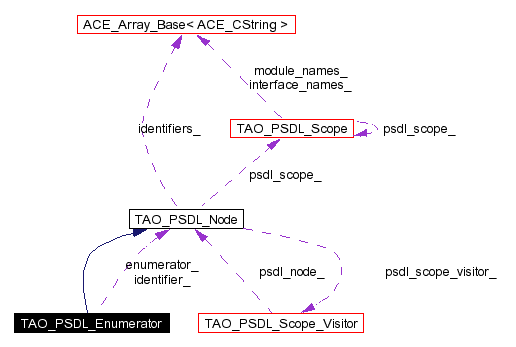 ACE_Array_Base< ACE_CString >
module_names_
interface_names_
identifiers_
TAO_PSDL_Scope
psdl_scope_
psdl_scope_
TAO_PSDL_Node
enumerator_
identifier_
psdl_node_
psdl_scope_visitor_
TAO_PSDL_Enumerator
TAO_PSDL_Scope_Visitor